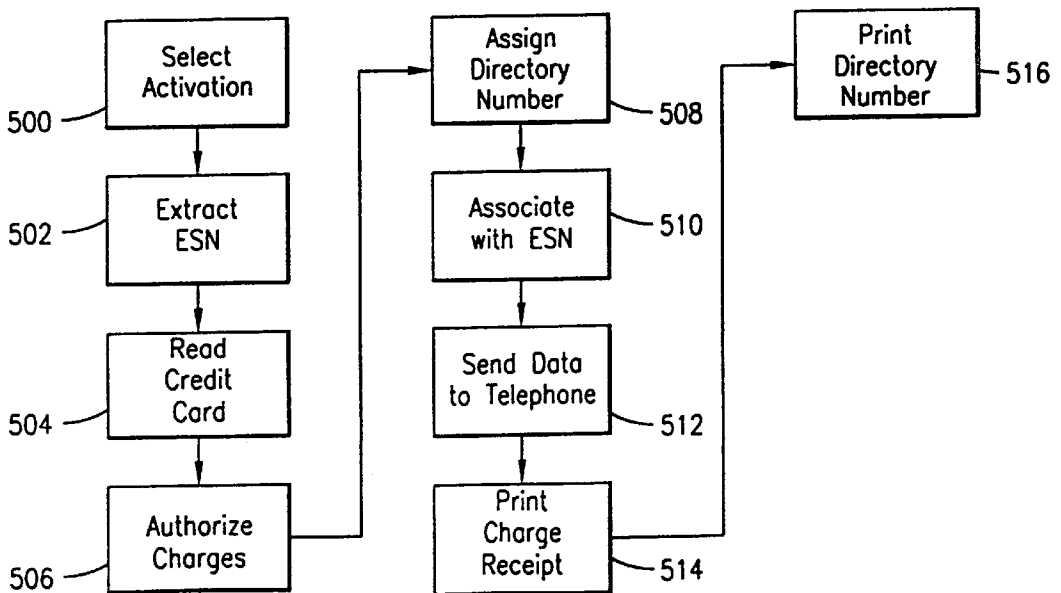 Select
Activation
500
Extract
ESN
502
Read
Credit
Card
504
Authorize
Charges
506
Assign
Directory
Number
508
Associate
with ESN
510
Send Data
to Telephone
512
Print
Charge
Receipt
514
Print
Directory
Number
516